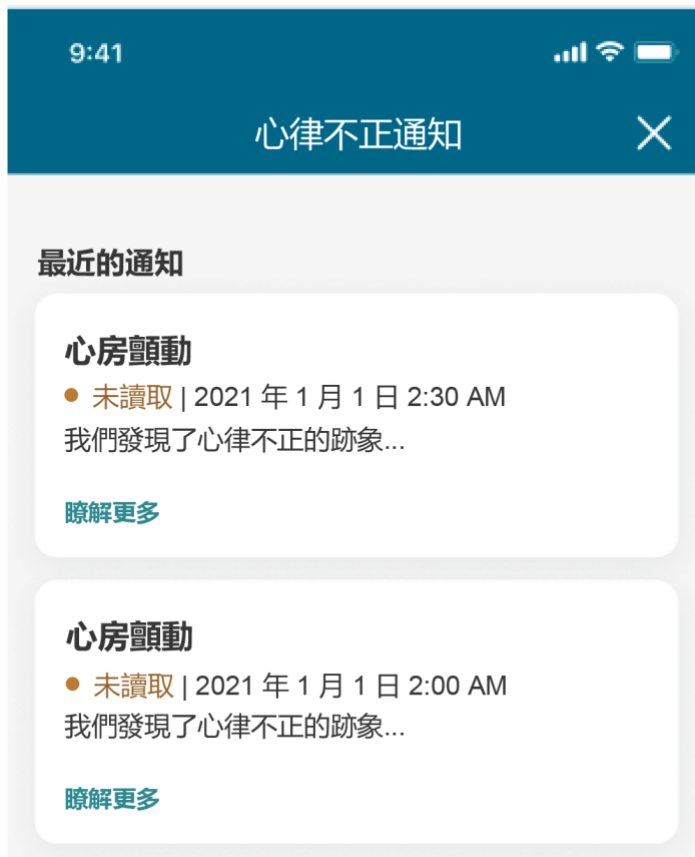 9:41
心律不正通知
最近的通知
心房顫動
● 未讀取 | 2021 年 1 月 1 日 2:30 AM
我們發現了心律不正的跡象...
瞭解更多
心房顫動
● 未讀取 | 2021 年 1 月 1 日 2:00 AM
我們發現了心律不正的跡象...
瞭解更多